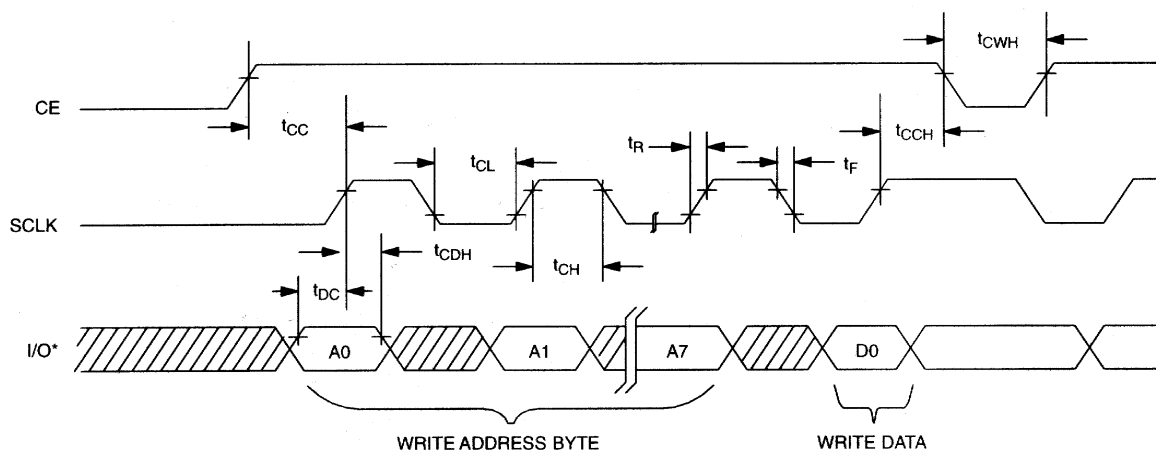 tCWH
CE
tCC
tCCH
tR
tF
tCL
SCLK
tCDH
tCH
tDC
I/O*
A0
A1
A7
D0
WRITE ADDRESS BYTE
WRITE DATA